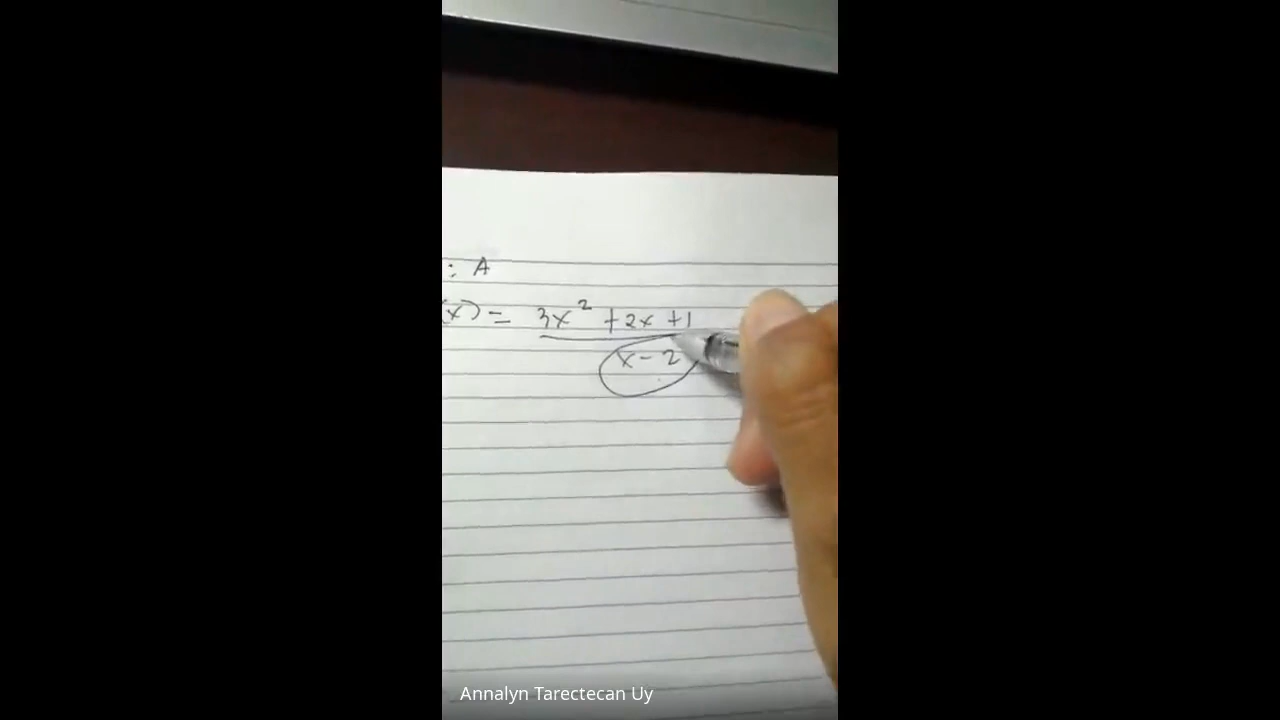 : A
(x) = 3x² + 2x + 1
x - 2
Annalyn Tarectecan Uy